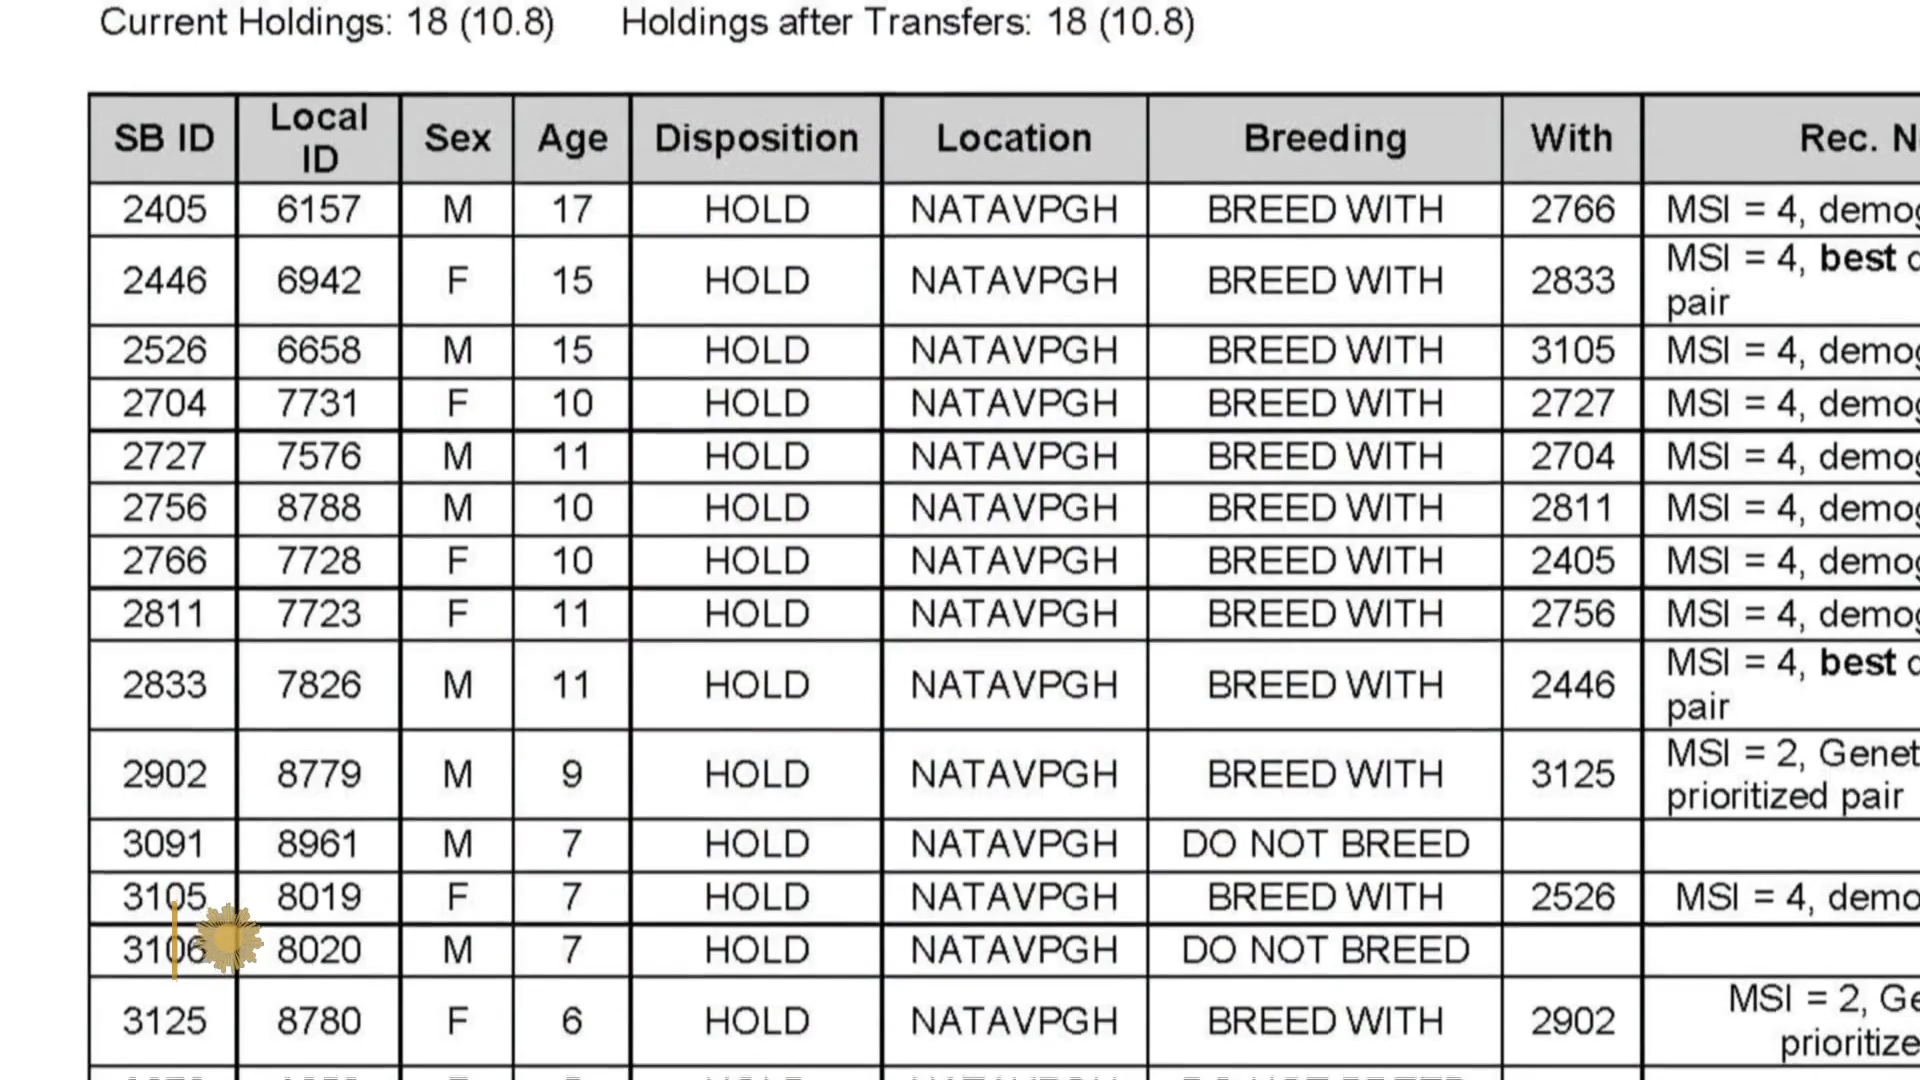 Current Holdings: 18 (10.8) Holdings after Transfers: 18 (10.8)
SB ID Local ID Sex Age Disposition Location Breeding With Rec. N
2405 6157 M 17 HOLD NATAVPGH BREED WITH 2766 MSI = 4, demog
2446 6942 F 15 HOLD NATAVPGH BREED WITH 2833 MSI = 4, best
pair
2526 6658 M 15 HOLD NATAVPGH BREED WITH 3105 MSI = 4, demog
2704 7731 F 10 HOLD NATAVPGH BREED WITH 2727 MSI = 4, demog
2727 7576 M 11 HOLD NATAVPGH BREED WITH 2704 MSI = 4, demog
2756 8788 M 10 HOLD NATAVPGH BREED WITH 2811 MSI = 4, demog
2766 7728 F 10 HOLD NATAVPGH BREED WITH 2405 MSI = 4, demog
2811 7723 F 11 HOLD NATAVPGH BREED WITH 2756 MSI = 4, demog
2833 7826 M 11 HOLD NATAVPGH BREED WITH 2446 MSI = 4, best
pair
2902 8779 M 9 HOLD NATAVPGH BREED WITH 3125 MSI = 2, Genet
prioritized pair
3091 8961 M 7 HOLD NATAVPGH DO NOT BREED
3105 8019 F 7 HOLD NATAVPGH BREED WITH 2526 MSI = 4, demo
3106 8020 M 7 HOLD NATAVPGH DO NOT BREED
3125 8780 F 6 HOLD NATAVPGH BREED WITH 2902 MSI = 2, Ge
prioritize